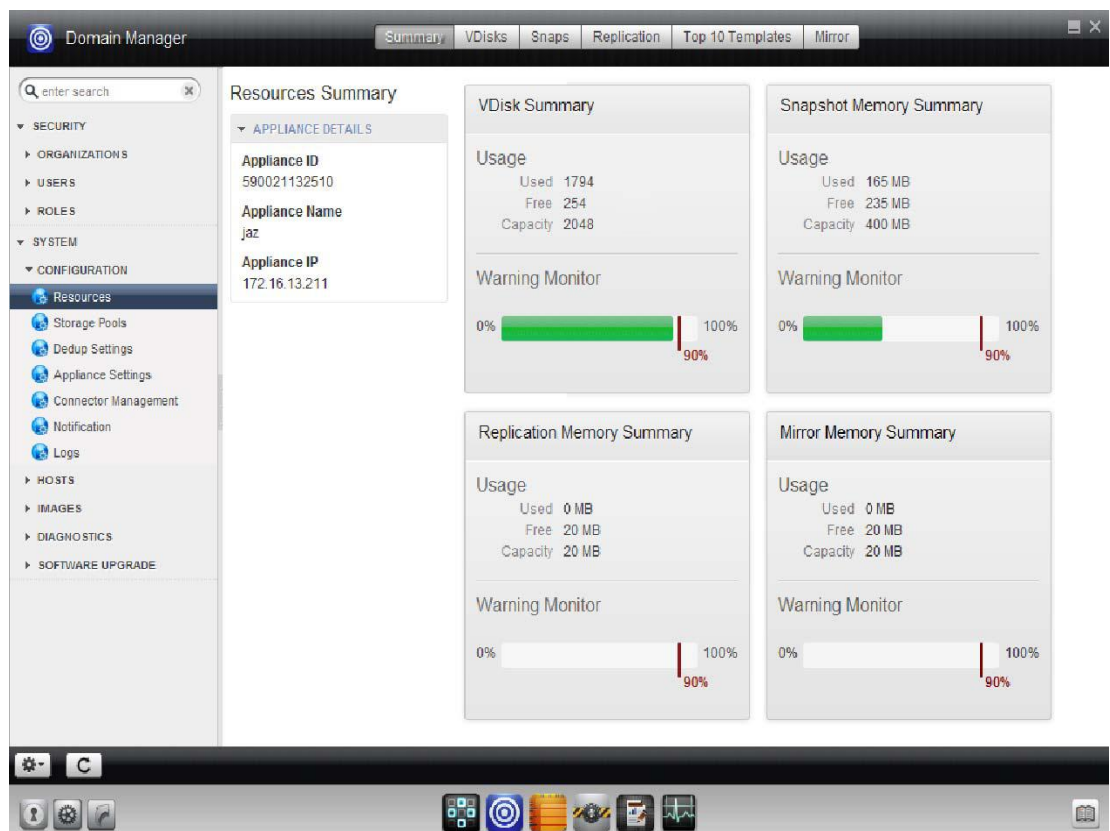 Domain Manager
Summary VDisks Snaps Replication Top 10 Templates Mirror
enter search
SECURITY
ORGANIZATIONS
USERS
ROLES
SYSTEM
CONFIGURATION
Resources
Storage Pools
Dedup Settings
Appliance Settings
Connector Management
Notification
Logs
HOSTS
IMAGES
DIAGNOSTICS
SOFTWARE UPGRADE
Resources Summary
APPLIANCE DETAILS
Appliance ID
590021132510
Appliance Name
jaz
Appliance IP
172.16.13.211
VDisk Summary
Usage
Used 1794
Free 254
Capacity 2048
Warning Monitor
0% 100%
90%
Snapshot Memory Summary
Usage
Used 165 MB
Free 235 MB
Capacity 400 MB
Warning Monitor
0% 100%
90%
Replication Memory Summary
Usage
Used 0 MB
Free 20 MB
Capacity 20 MB
Warning Monitor
0% 100%
90%
Mirror Memory Summary
Usage
Used 0 MB
Free 20 MB
Capacity 20 MB
Warning Monitor
0% 100%
90%